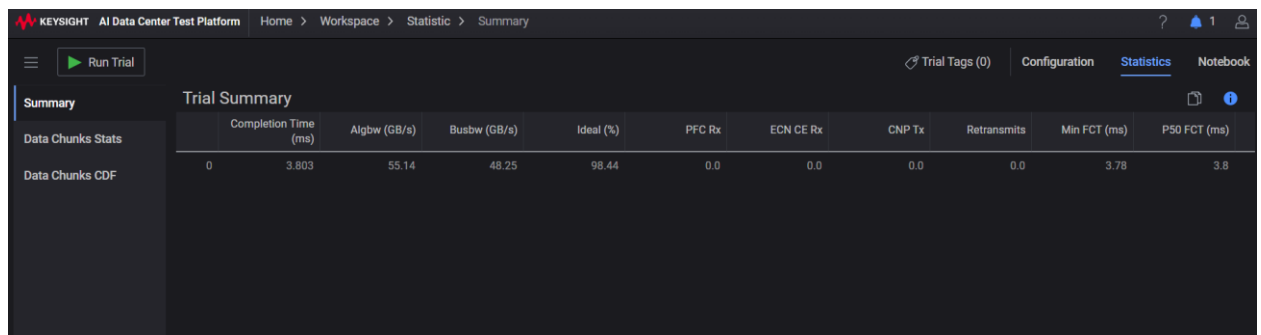 KEYSIGHT AI Data Center Test Platform Home > Workspace > Statistic > Summary ? 1
Run Trial Trial Tags (0) Configuration Statistics Notebook
Summary
Data Chunks Stats
Data Chunks CDF
Trial Summary
Completion Time (ms) Algbw (GB/s) Busbw (GB/s) Ideal (%) PFC Rx ECN CE Rx CNP Tx Retransmits Min FCT (ms) P50 FCT (ms)
0 3.803 55.14 48.25 98.44 0.0 0.0 0.0 0.0 3.78 3.8